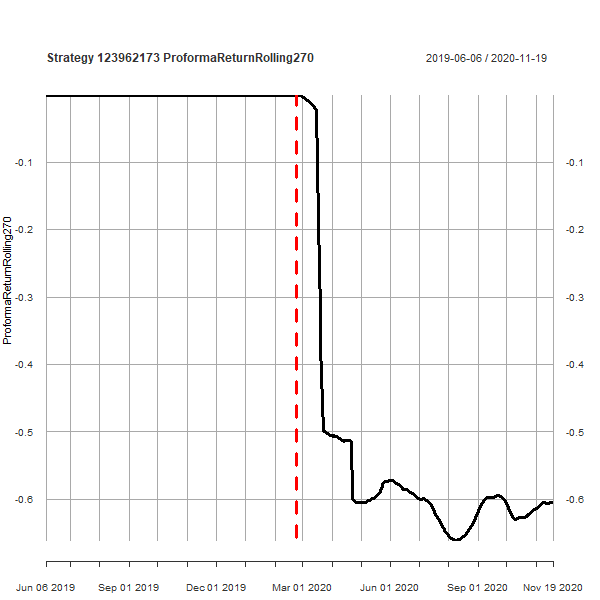 Strategy 123962173 ProformaReturnRolling270
2019-06-06 / 2020-11-19
ProformaReturnRolling270
-0.1 -0.1
-0.2 -0.2
-0.3 -0.3
-0.4 -0.4
-0.5 -0.5
-0.6 -0.6
Jun 06 2019 Sep 01 2019 Dec 01 2019 Mar 01 2020 Jun 01 2020 Sep 01 2020 Nov 19 2020